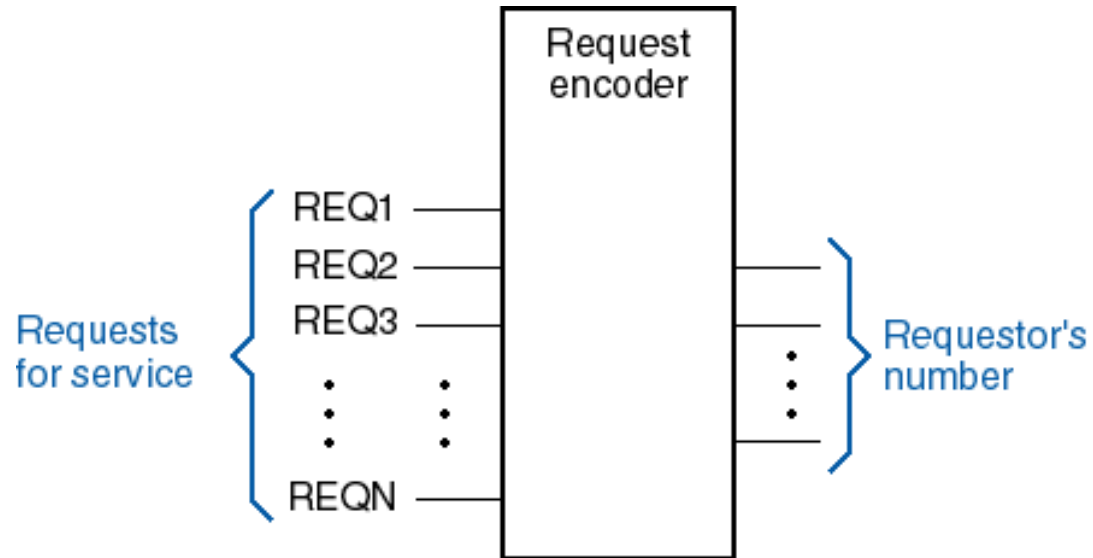 Request
encoder
REQ1
REQ2
REQ3
REQN
Requests
for service
Requestor's
number